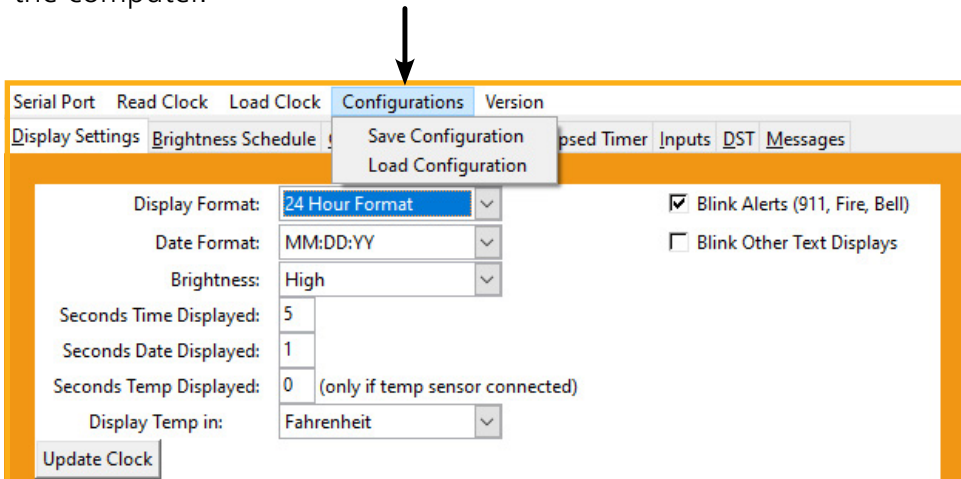 the computer.
Serial Port Read Clock Load Clock Configurations Version
Display Settings Brightness Schedule psed Timer Inputs DST Messages
Save Configuration
Load Configuration
Display Format: 24 Hour Format
Blink Alerts (911, Fire, Bell)
Date Format: MM:DD:YY
Blink Other Text Displays
Brightness: High
Seconds Time Displayed: 5
Seconds Date Displayed: 1
Seconds Temp Displayed: 0 (only if temp sensor connected)
Display Temp in: Fahrenheit
Update Clock